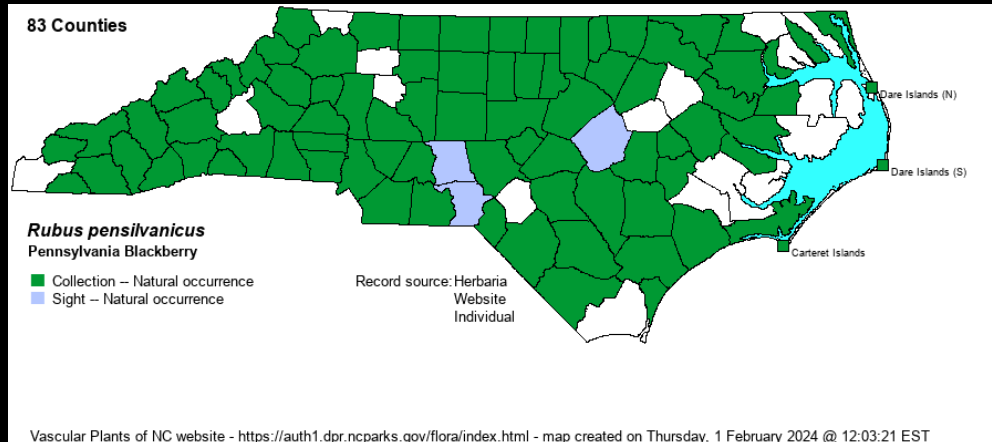 83 Counties
Dare Islands (N)
Dare Islands (S)
Rubus pensilvanicus
Pennsylvania Blackberry
Carteret Islands
Collection -- Natural occurrence
Record source: Herbaria
Sight -- Natural occurrence
Website
Individual
Vascular Plants of NC website - https://auth1.dpr.ncparks.gov/flora/index.html - map created on Thursday, 1 February 2024 @ 12:03:21 EST